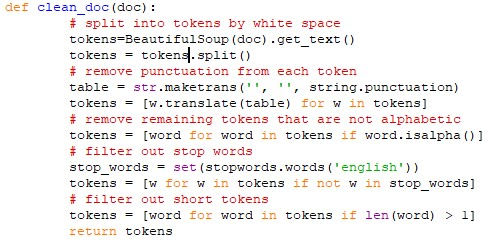 def clean_doc(doc):
# split into tokens by white space
tokens=BeautifulSoup(doc).get_text()
tokens = tokens.split()
# remove punctuation from each token
table = str.maketrans('', '', string.punctuation)
tokens = [w.translate(table) for w in tokens]
# remove remaining tokens that are not alphabetic
tokens = [word for word in tokens if word.isalpha()]
# filter out stop words
stop_words = set(stopwords.words('english'))
tokens = [w for w in tokens if not w in stop_words]
# filter out short tokens
tokens = [word for word in tokens if len(word) > 1]
return tokens